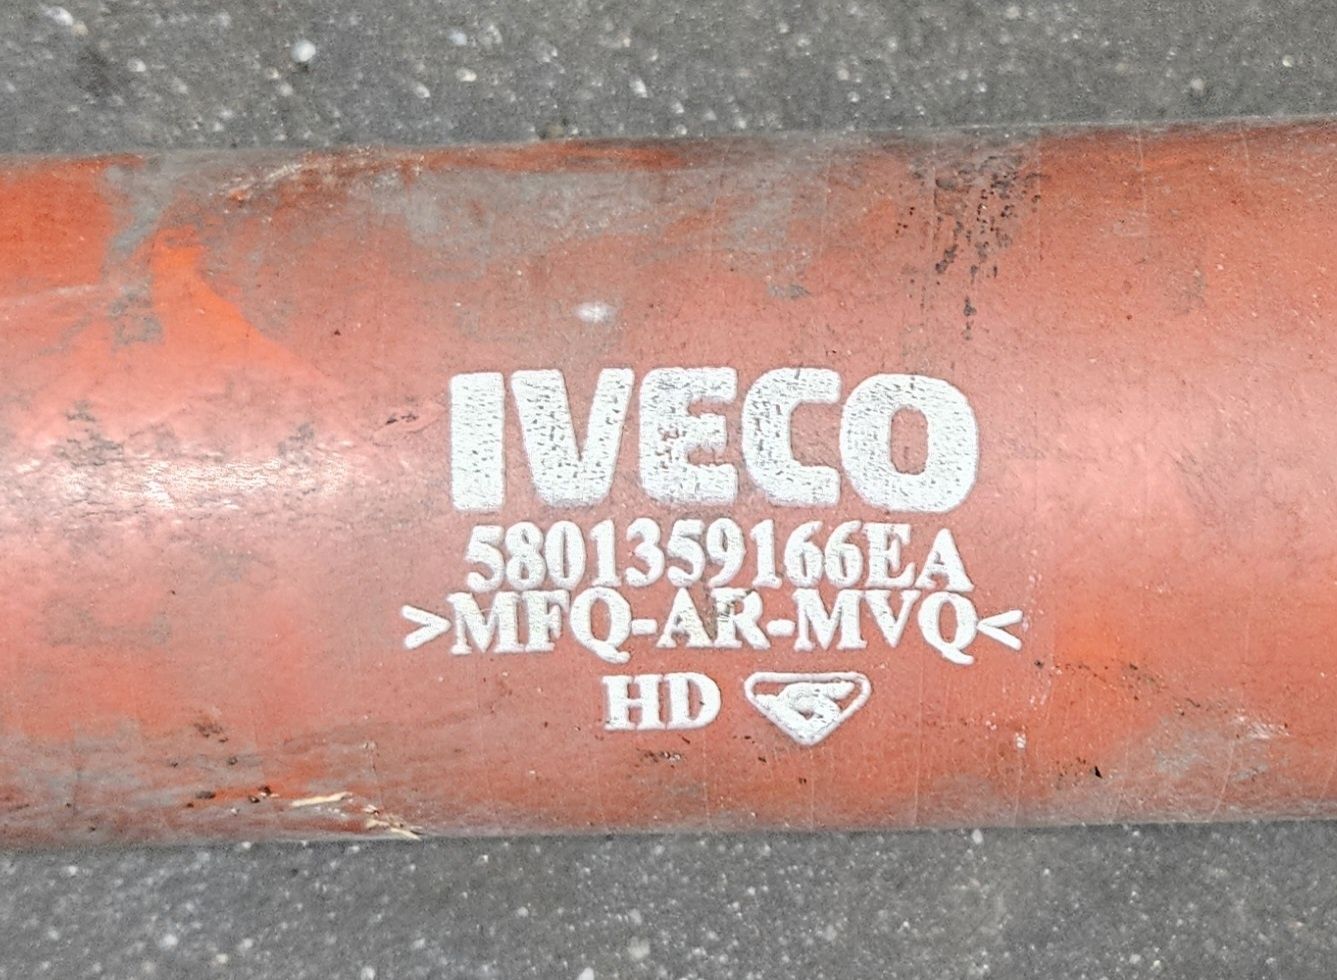 IVECO
5801359166EA
>MFQ-AR-MVQ<
HD